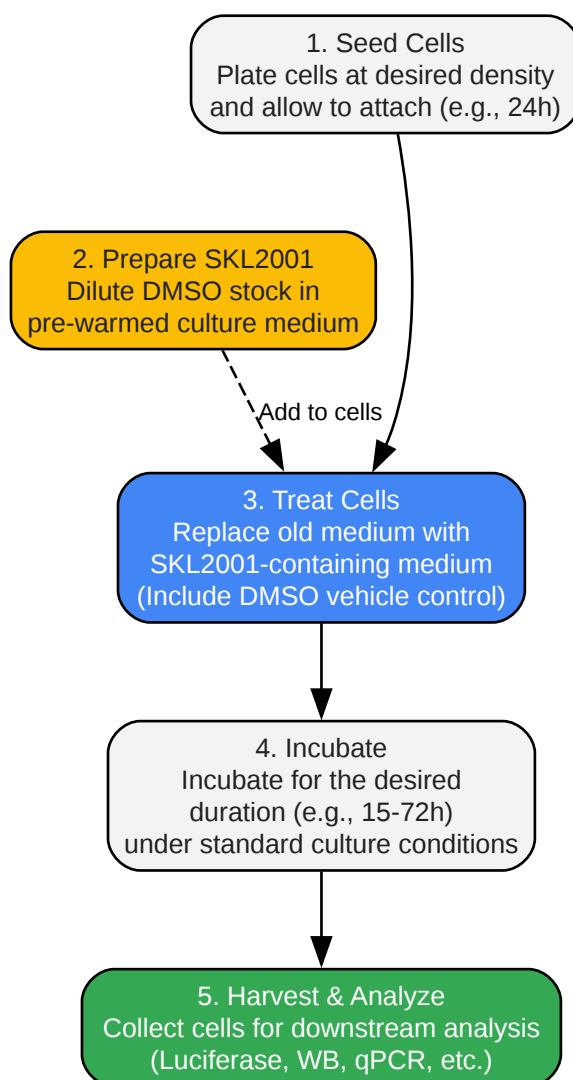 1. Seed Cells
Plate cells at desired density
and allow to attach (e.g., 24h)
2. Prepare SKL2001
Dilute DMSO stock in
pre-warmed culture medium
Add to cells
3. Treat Cells
Replace old medium with
SKL2001-containing medium
(Include DMSO vehicle control)
4. Incubate
Incubate for the desired
duration (e.g., 15-72h)
under standard culture conditions
5. Harvest & Analyze
Collect cells for downstream analysis
(Luciferase, WB, qPCR, etc.)